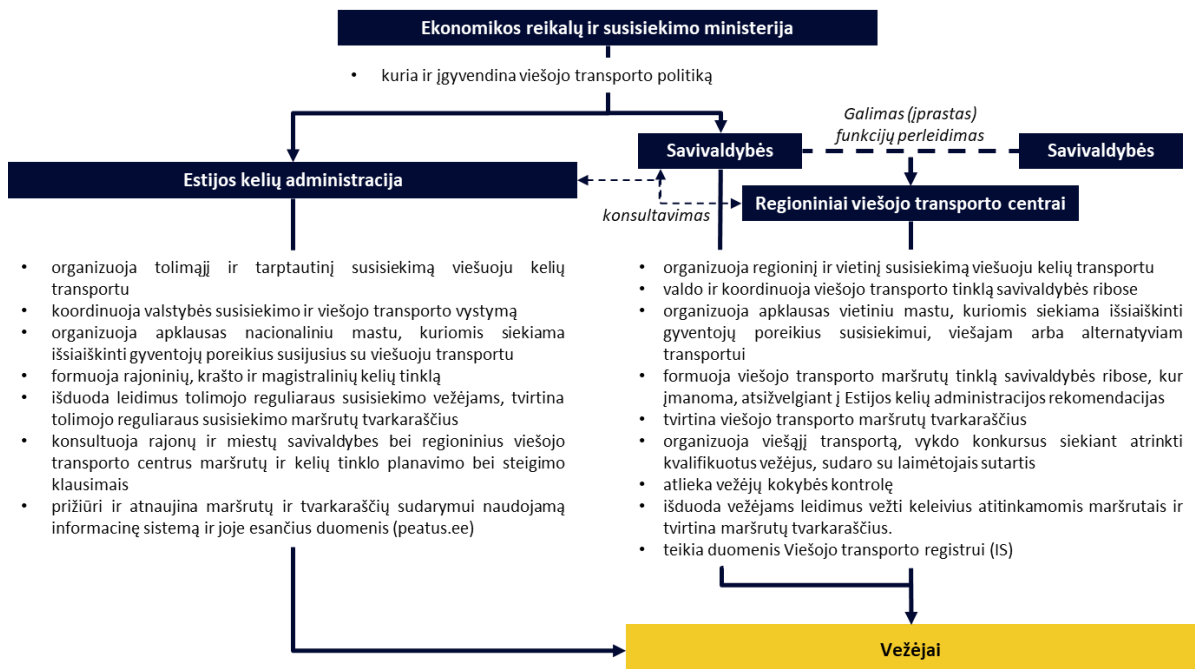 Ekonomikos reikalų ir susisiekimo ministerija
• kuria ir įgyvendina viešojo transporto politiką
Galimas (įprastas)
funkcijų perleidimas
Savivaldybės
Savivaldybės
Estijos kelių administracija
konsultavimas
Regioniniai viešojo transporto centrai
• organizuoja tolimąjį ir tarptautinį susisiekimą viešuoju kelių
transportu
• koordinuoja valstybės susisiekimo ir viešojo transporto vystymą
• organizuoja apklausas nacionaliniu mastu, kuriomis siekiama
išsiaiškinti gyventojų poreikius susijusius su viešuoju transportu
• formuoja rajoninių, krašto ir magistralinių kelių tinklą
• išduoda leidimus tolimojo reguliaraus susisiekimo vežėjams, tvirtina
tolimojo reguliaraus susisiekimo maršrutų tvarkaraščius
• konsultuoja rajonų ir miestų savivaldybes bei regioninius viešojo
transporto centrus maršrutų ir kelių tinklo planavimo bei steigimo
klausimais
• prižiūri ir atnaujina maršrutų ir tvarkaraščių sudarymui naudojamą
informacinę sistemą ir joje esančius duomenis (peatus.ee)
• organizuoja regioninį ir vietinį susisiekimą viešuoju kelių transportu
• valdo ir koordinuoja viešojo transporto tinklą savivaldybės ribose
• organizuoja apklausas vietiniu mastu, kuriomis siekiama išsiaiškinti
gyventojų poreikius susisiekimui, viešajam arba alternatyviam
transportui
• formuoja viešojo transporto maršrutų tinklą savivaldybės ribose, kur
įmanoma, atsižvelgiant į Estijos kelių administracijos rekomendacijas
• tvirtina viešojo transporto maršrutų tvarkaraščius
• organizuoja viešąjį transportą, vykdo konkursus siekiant atrinkti
kvalifikuotus vežėjus, sudaro su laimėtojais sutartis
• atlieka vežėjų kokybės kontrolę
• išduoda vežėjams leidimus vežti keleivius atitinkamomis maršrutais ir
tvirtina maršrutų tvarkaraščius.
• teikia duomenis Viešojo transporto registrui (IS)
Vežėjai